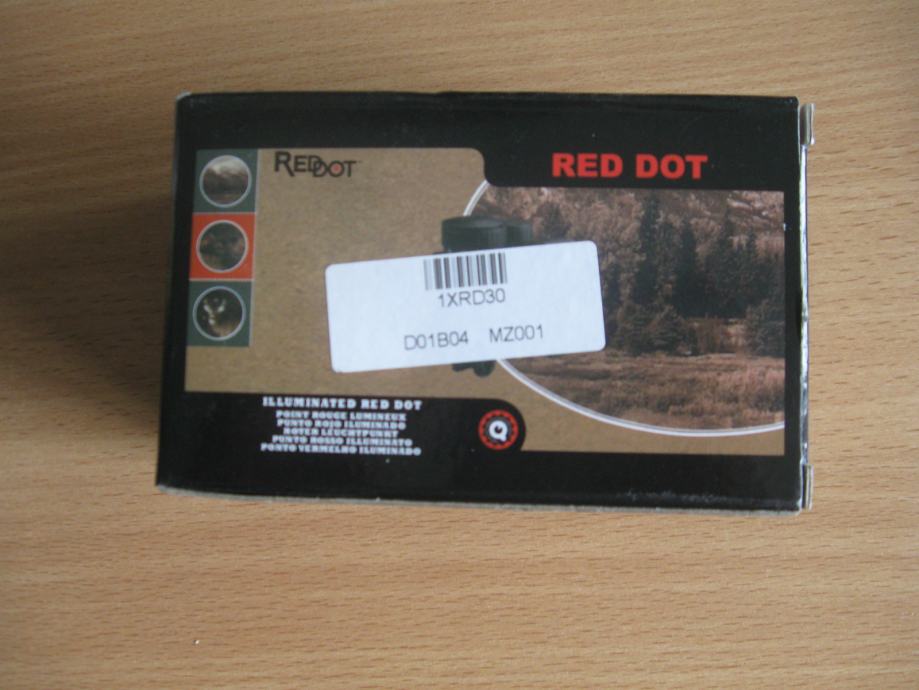 REDDOT
RED DOT
1XRD30
D01B04 MZ001
ILLUMINATED RED DOT
POINT ROUGE LUMINEUX
PUNTO ROJO ILUMINADO
ROTER LEUCHTPUNKT
PUNTO ROSSO ILLUMINATO
PONTO VERMELHO ILUMINADO
Q